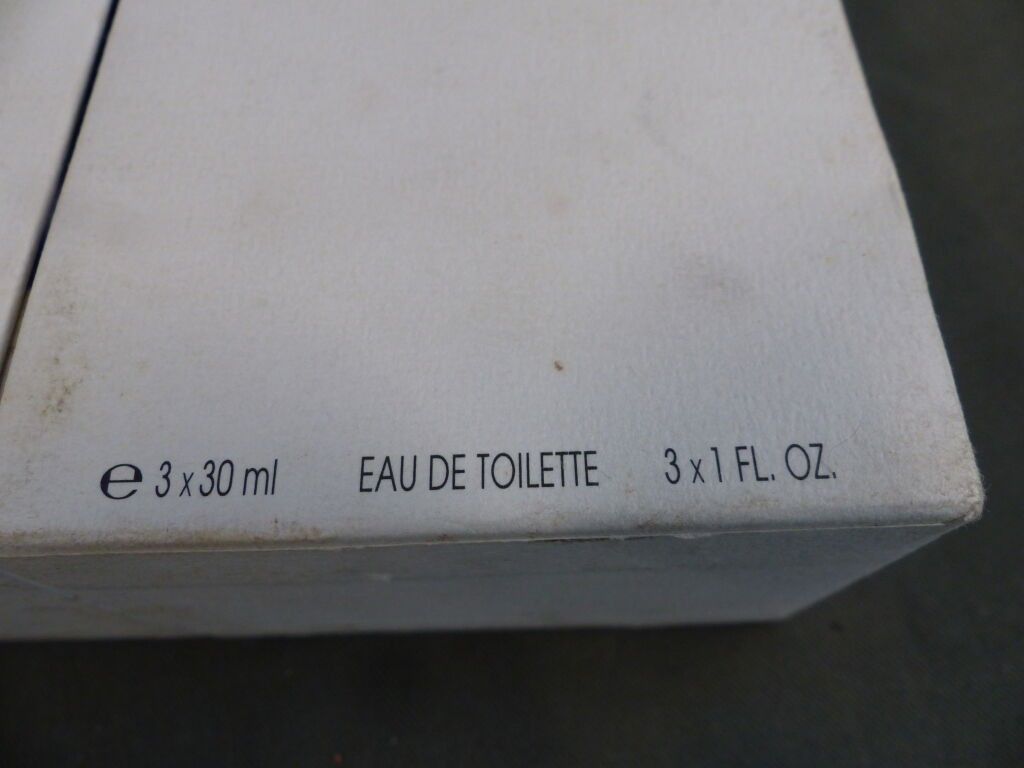 ℮ 3 x 30 ml EAU DE TOILETTE 3 x 1 FL. OZ.